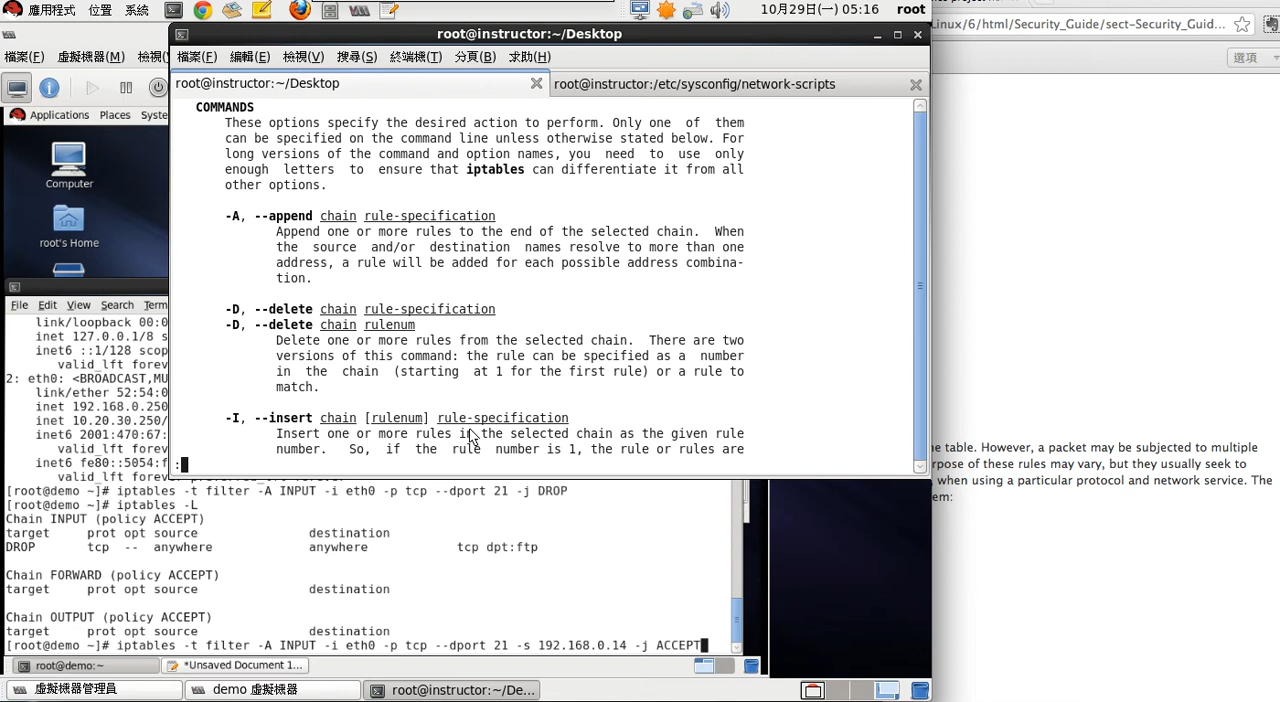 應用程式 位置 系統
10月29日(一) 05:16 root
Linux/6/html/Security_Guide/sect-Security_Guid...
root@instructor:~/Desktop
檔案(F) 虛擬機器(M) 檢視(V
檔案(F) 編輯(E) 檢視(V) 搜尋(S) 終端機(T) 分頁(B) 求助(H)
選項
root@instructor:~/Desktop
root@instructor:/etc/sysconfig/network-scripts
Applications Places Syst
Computer
root's Home
COMMANDS
These options specify the desired action to perform. Only one of them
can be specified on the command line unless otherwise stated below. For
long versions of the command and option names, you need to use only
enough letters to ensure that iptables can differentiate it from all
other options.
-A, --append chain rule-specification
Append one or more rules to the end of the selected chain. When
the source and/or destination names resolve to more than one
address, a rule will be added for each possible address combina-
tion.
-D, --delete chain rule-specification
-D, --delete chain rulenum
Delete one or more rules from the selected chain. There are two
versions of this command: the rule can be specified as a number
in the chain (starting at 1 for the first rule) or a rule to
match.
-I, --insert chain [rulenum] rule-specification
Insert one or more rules in the selected chain as the given rule
number. So, if the rule number is 1, the rule or rules are
:
File Edit View Search Term
link/loopback 00:0
inet 127.0.0.1/8 s
inet6 ::1/128 scop
valid_lft forev
2: eth0: <BROADCAST,MU
link/ether 52:54:0
inet 192.168.0.250
inet 10.20.30.250/
inet6 2001:470:67:
valid_lft forev
inet6 fe80::5054:f
[root@demo ~]# iptables -t filter -A INPUT -i eth0 -p tcp --dport 21 -j DROP
[root@demo ~]# iptables -L
Chain INPUT (policy ACCEPT)
target prot opt source destination
DROP tcp -- anywhere anywhere tcp dpt:ftp
Chain FORWARD (policy ACCEPT)
target prot opt source destination
Chain OUTPUT (policy ACCEPT)
target prot opt source destination
[root@demo ~]# iptables -t filter -A INPUT -i eth0 -p tcp --dport 21 -s 192.168.0.14 -j ACCEPT
ne table. However, a packet may be subjected to multiple
rpose of these rules may vary, but they usually seek to
, when using a particular protocol and network service. The
em:
root@demo:~
*Unsaved Document 1...
虛擬機器管理員
demo 虛擬機器
root@instructor:~/De...